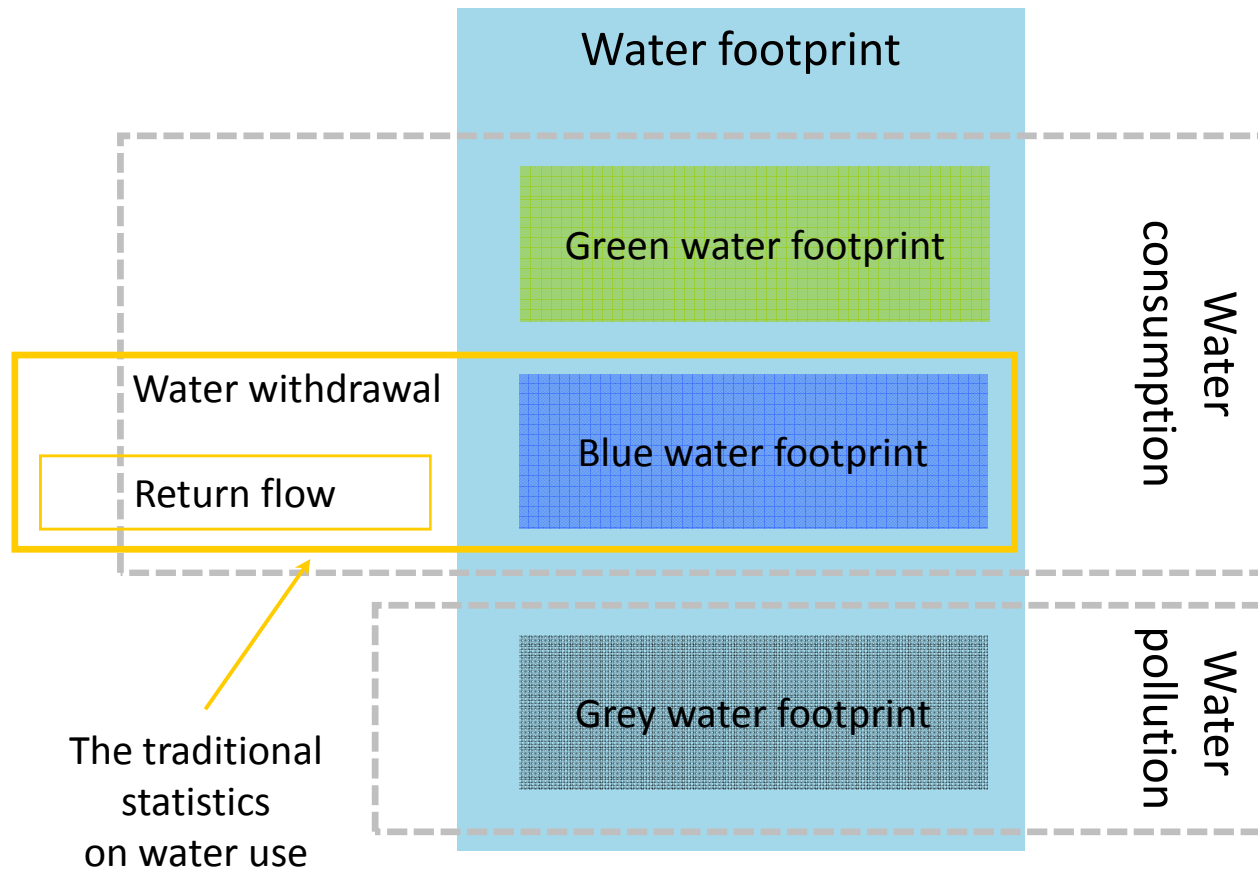 Water footprint
Green water footprint
Water
consumption
Water withdrawal
Blue water footprint
Return flow
Grey water footprint
Water
pollution
The traditional
statistics
on water use